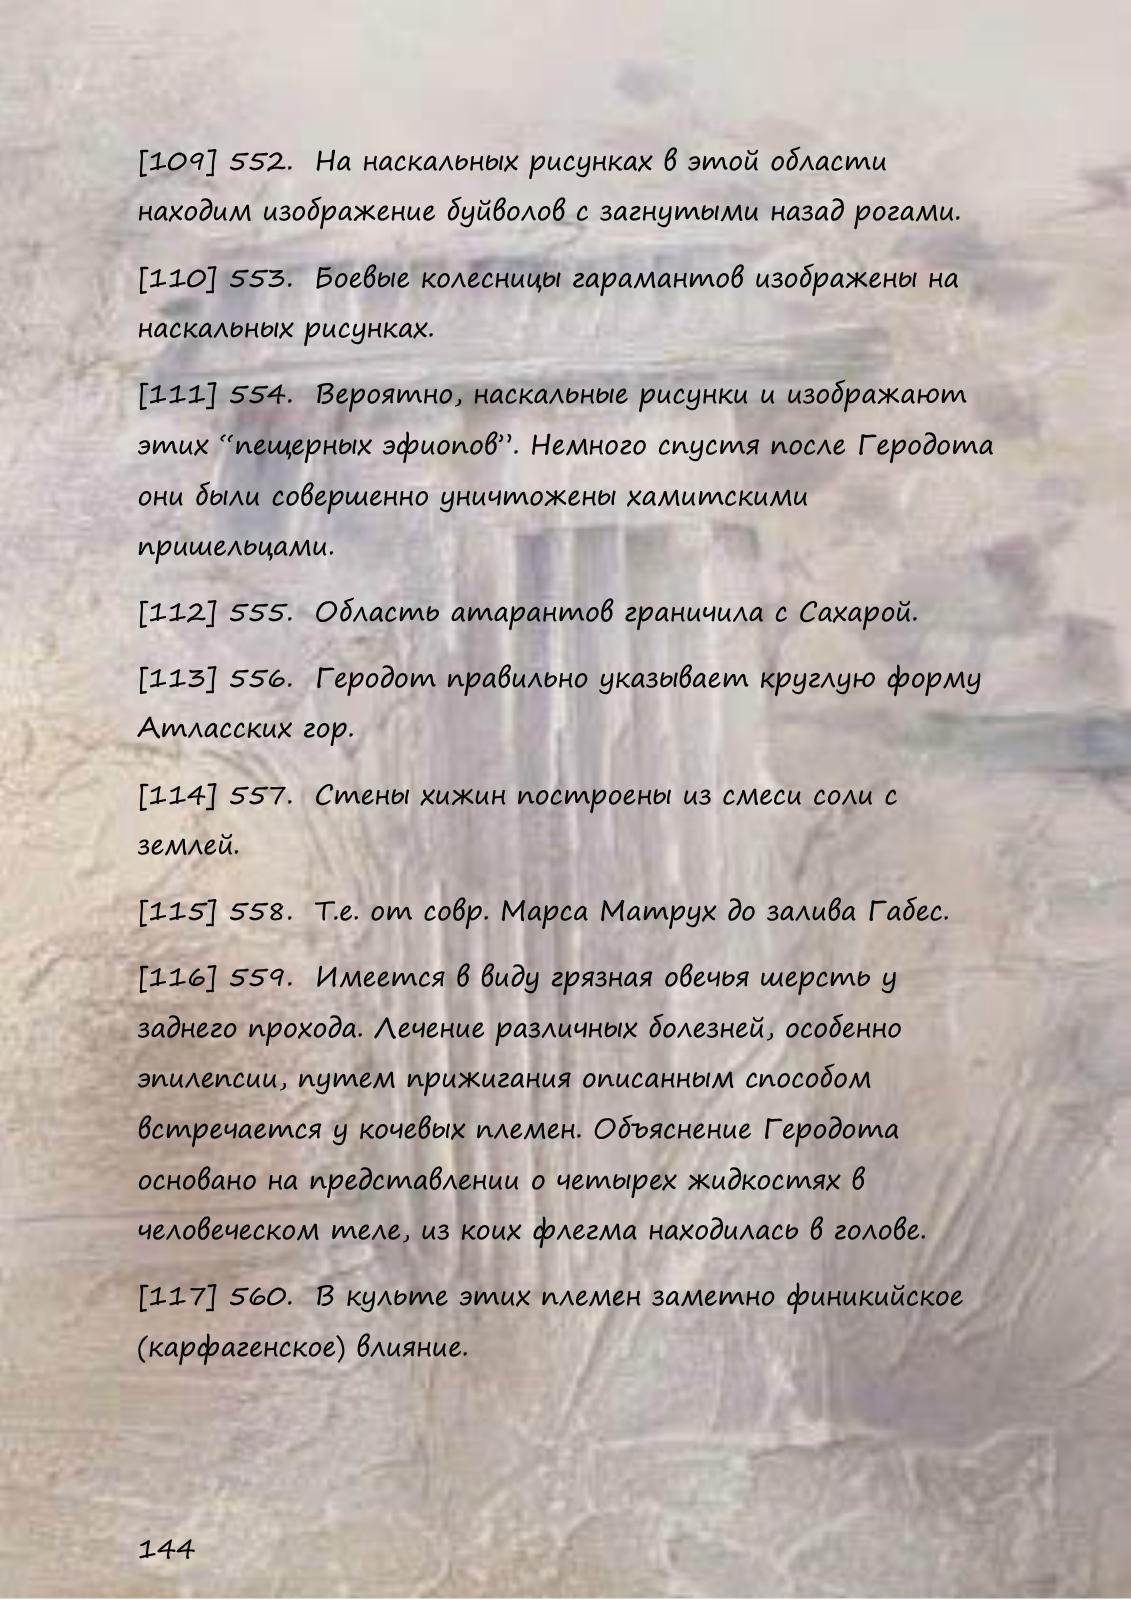 [109] 552.  На наскальных рисунках в этой области
находим изображение буйволов с загнутыми назад рогами.
[110] 553.  Боевые колесницы гарамантов изображены на
наскальных рисунках.
[111] 554.  Вероятно, наскальные рисунки и изображают
этих “пещерных эфиопов”. Немного спустя после Геродота
они были совершенно уничтожены хамитскими
пришельцами.
[112] 555.  Область атарантов граничила с Сахарой.
[113] 556.  Геродот правильно указывает круглую форму
Атласских гор.
[114] 557.  Стены хижин построены из смеси соли с
землей.
[115] 558.  Т.е. от совр. Марса Матрух до залива Габес.
[116] 559.  Имеется в виду грязная овечья шерсть у
заднего прохода. Лечение различных болезней, особенно
эпилепсии, путем прижигания описанным способом
встречается у кочевых племен. Объяснение Геродота
основано на представлении о четырех жидкостях в
человеческом теле, из коих флегма находилась в голове.
[117] 560.  В культе этих племен заметно финикийское
(карфагенское) влияние.
144